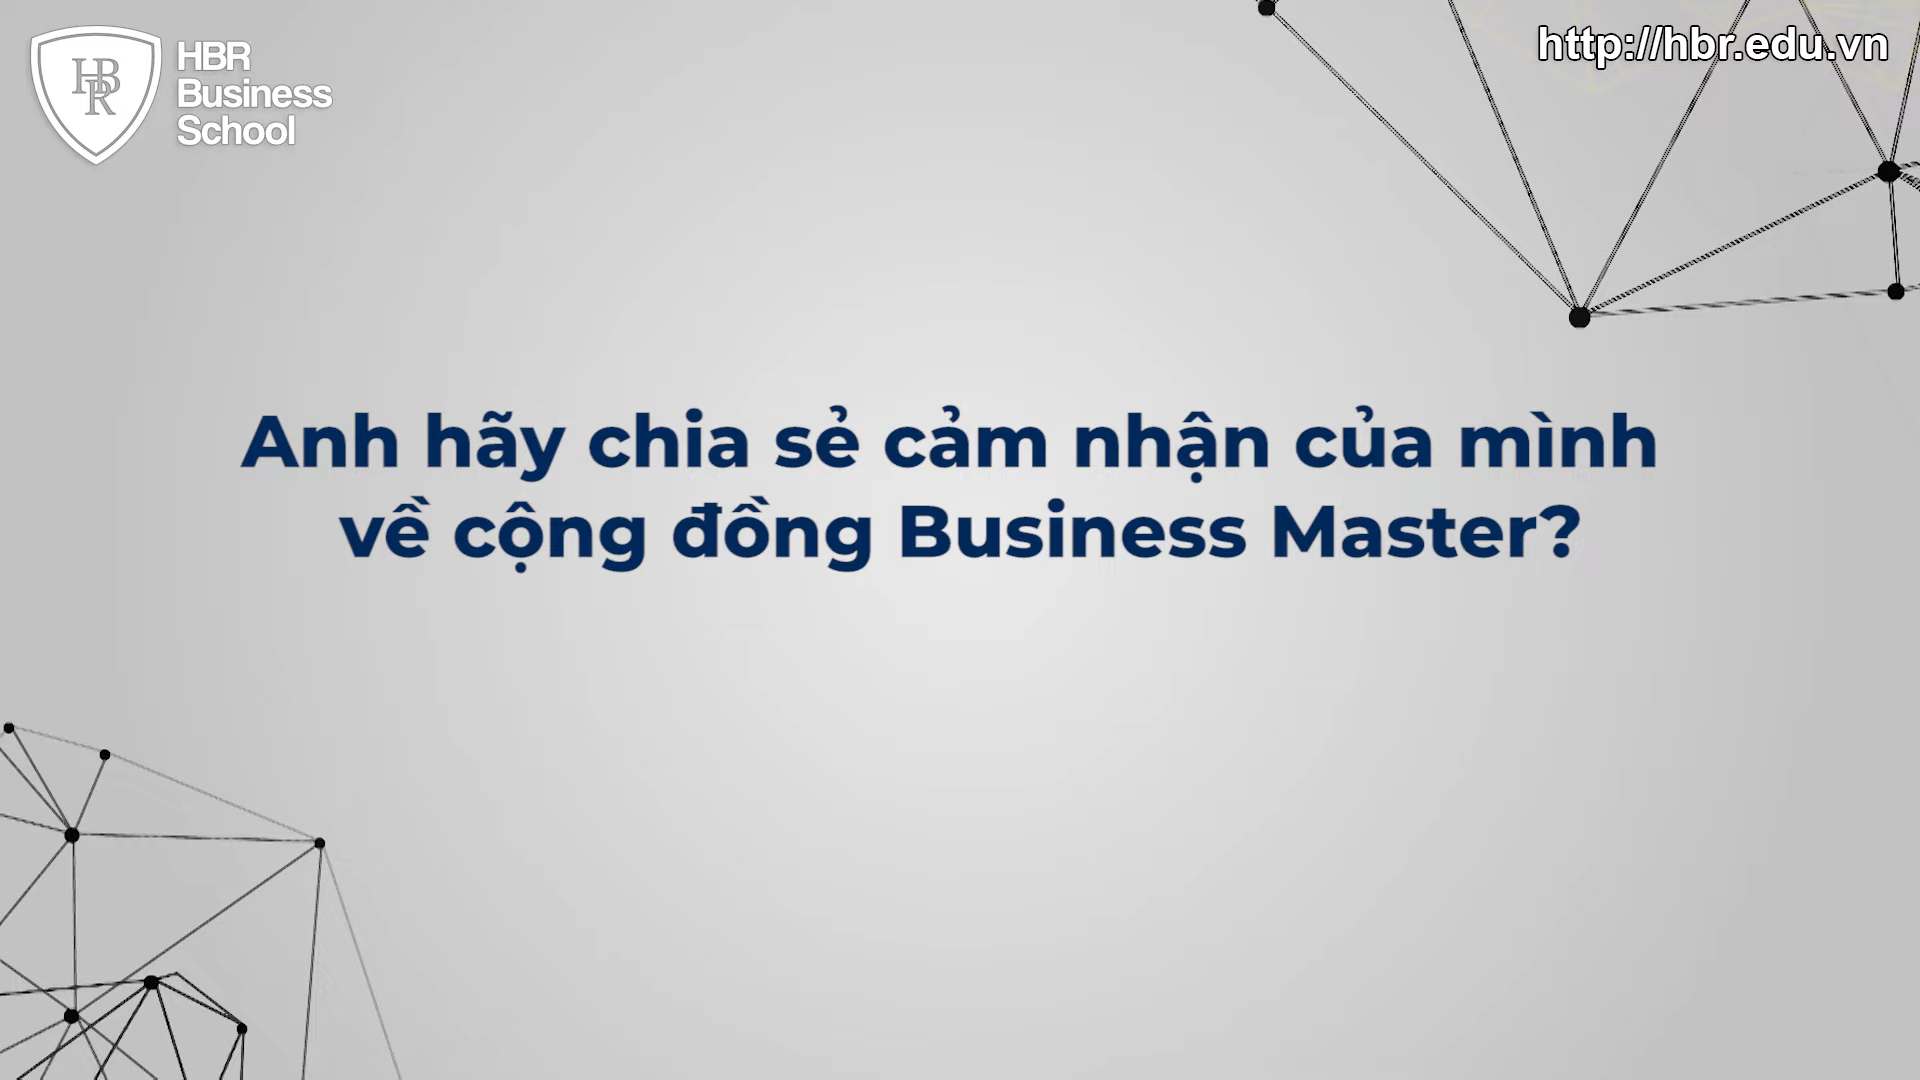 HBR
Business
School
HBR
http://hbr.edu.vn
Anh hãy chia sẻ cảm nhận của mình
về cộng đồng Business Master?